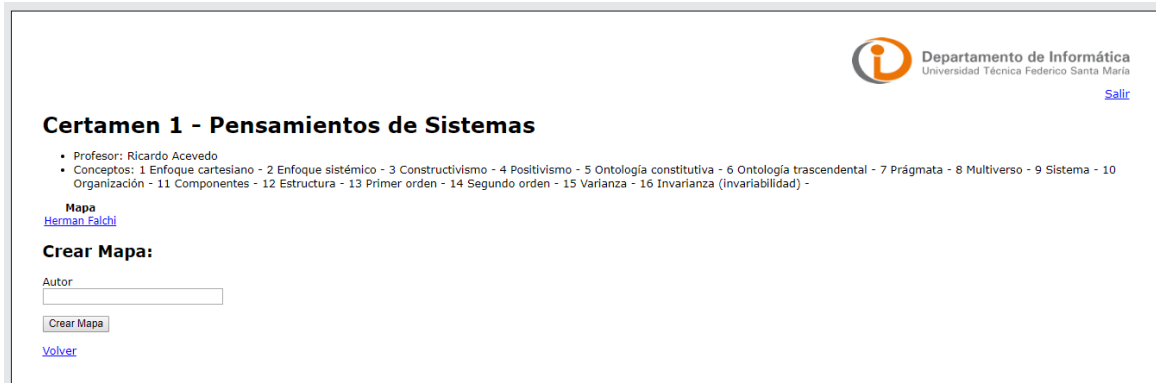 Departamento de Informática
Universidad Técnica Federico Santa María
Salir
Certamen 1 - Pensamientos de Sistemas
• Profesor: Ricardo Acevedo
• Conceptos: 1 Enfoque cartesiano - 2 Enfoque sistémico - 3 Constructivismo - 4 Positivismo - 5 Ontología constitutiva - 6 Ontología trascendental - 7 Prágmata - 8 Multiverso - 9 Sistema - 10
Organización - 11 Componentes - 12 Estructura - 13 Primer orden - 14 Segundo orden - 15 Varianza - 16 Invarianza (invariabilidad) -
Mapa
Herman Falchi
Crear Mapa:
Autor
Crear Mapa
Volver